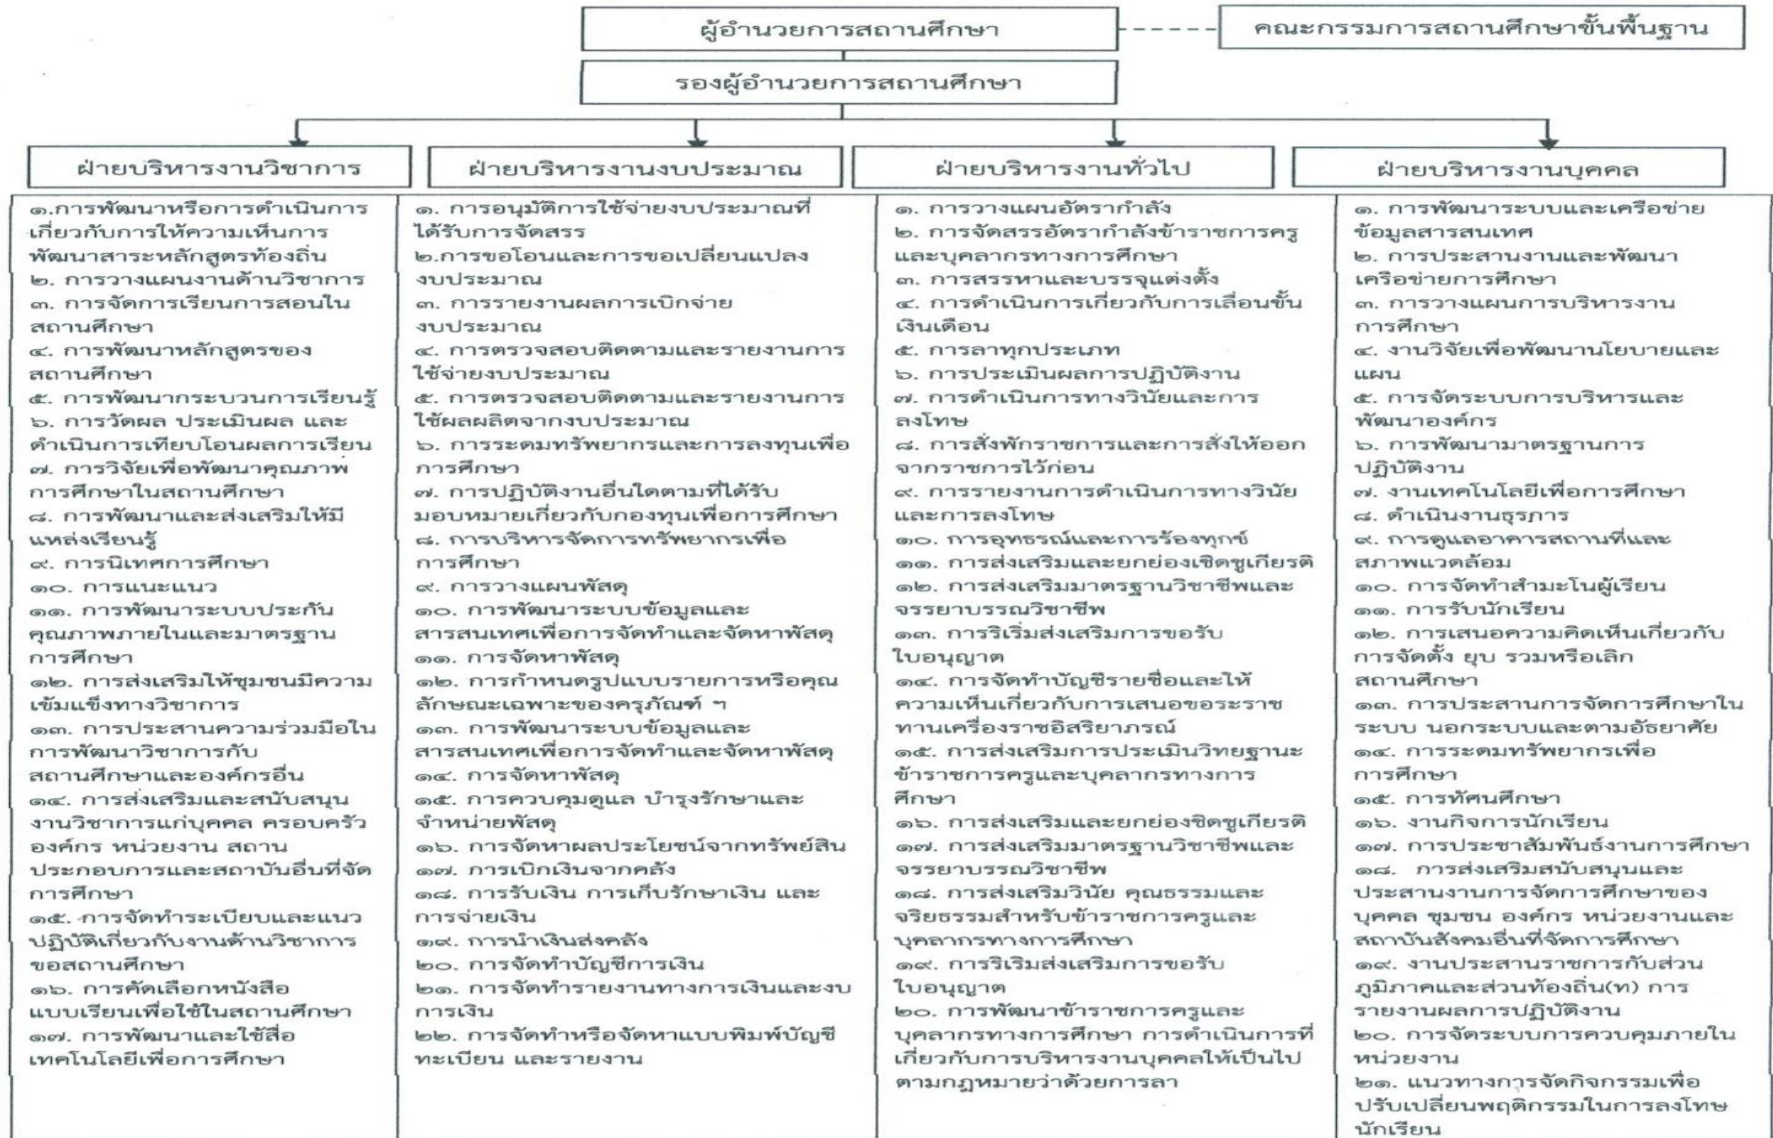 ผู้อำนวยการสถานศึกษา
คณะกรรมการสถานศึกษาขั้นพื้นฐาน
รองผู้อำนวยการสถานศึกษา
ฝ่ายบริหารงานวิชาการ
ฝ่ายบริหารงานงบประมาณ
ฝ่ายบริหารงานทั่วไป
ฝ่ายบริหารงานบุคคล
๑.การพัฒนาหรือการดำเนินการ
เกี่ยวกับการให้ความเห็นการ
พัฒนาสาระหลักสูตรท้องถิ่น
๒. การวางแผนงานด้านวิชาการ
๓. การจัดการเรียนการสอนใน
สถานศึกษา
๔. การพัฒนาหลักสูตรของ
สถานศึกษา
๕. การพัฒนากระบวนการเรียนรู้
๖. การวัดผล ประเมินผล และ
ดำเนินการเทียบโอนผลการเรียน
๗. การวิจัยเพื่อพัฒนาคุณภาพ
การศึกษาในสถานศึกษา
๘. การพัฒนาและส่งเสริมให้มี
แหล่งเรียนรู้
๙. การนิเทศการศึกษา
๑๐. การแนะแนว
๑๑. การพัฒนาระบบประกัน
คุณภาพภายในและมาตรฐาน
การศึกษา
๑๒. การส่งเสริมให้ชุมชนมีความ
เข้มแข็งทางวิชาการ
๑๓. การประสานความร่วมมือใน
การพัฒนาวิชาการกับ
สถานศึกษาและองค์กรอื่น
๑๔. การส่งเสริมและสนับสนุน
งานวิชาการแก่บุคคล ครอบครัว
องค์กร หน่วยงาน สถาน
ประกอบการและสถาบันอื่นที่จัด
การศึกษา
๑๕. การจัดทำระเบียบและแนว
ปฏิบัติเกี่ยวกับงานด้านวิชาการ
ขอสถานศึกษา
๑๖. การคัดเลือกหนังสือ
แบบเรียนเพื่อใช้ในสถานศึกษา
๑๗. การพัฒนาและใช้สื่อ
เทคโนโลยีเพื่อการศึกษา
๑. การอนุมัติการใช้จ่ายงบประมาณที่
ได้รับการจัดสรร
๒.การขอโอนและการขอเปลี่ยนแปลง
งบประมาณ
๓. การรายงานผลการเบิกจ่าย
งบประมาณ
๔. การตรวจสอบติดตามและรายงานการ
ใช้จ่ายงบประมาณ
๕. การตรวจสอบติดตามและรายงานการ
ใช้ผลผลิตจากงบประมาณ
๖. การระดมทรัพยากรและการลงทุนเพื่อ
การศึกษา
๗. การปฏิบัติงานอื่นใดตามที่ได้รับ
มอบหมายเกี่ยวกับกองทุนเพื่อการศึกษา
๘. การบริหารจัดการทรัพยากรเพื่อ
การศึกษา
๙. การวางแผนพัสดุ
๑๐. การพัฒนาระบบข้อมูลและ
สารสนเทศเพื่อการจัดทำและจัดหาพัสดุ
๑๑. การจัดหาพัสดุ
๑๒. การกำหนดรูปแบบรายการหรือคุณ
ลักษณะเฉพาะของครุภัณฑ์ ฯ
๑๓. การพัฒนาระบบข้อมูลและ
สารสนเทศเพื่อการจัดทำและจัดหาพัสดุ
๑๔. การจัดหาพัสดุ
๑๕. การควบคุมดูแล บำรุงรักษาและ
จำหน่ายพัสดุ
๑๖. การจัดหาผลประโยชน์จากทรัพย์สิน
๑๗. การเบิกเงินจากคลัง
๑๘. การรับเงิน การเก็บรักษาเงิน และ
การจ่ายเงิน
๑๙. การนำเงินส่งคลัง
๒๐. การจัดทำบัญชีการเงิน
๒๑. การจัดทำรายงานทางการเงินและงบ
การเงิน
๒๒. การจัดทำหรือจัดหาแบบพิมพ์บัญชี
ทะเบียน และรายงาน
๑. การวางแผนอัตรากำลัง
๒. การจัดสรรอัตรากำลังข้าราชการครู
และบุคลากรทางการศึกษา
๓. การสรรหาและบรรจุแต่งตั้ง
๔. การดำเนินการเกี่ยวกับการเลื่อนขั้น
เงินเดือน
๕. การลาทุกประเภท
๖. การประเมินผลการปฏิบัติงาน
๗. การดำเนินการทางวินัยและการ
ลงโทษ
๘. การสั่งพักราชการและการสั่งให้ออก
จากราชการไว้ก่อน
๙. การรายงานการดำเนินการทางวินัย
และการลงโทษ
๑๐. การอุทธรณ์และการร้องทุกข์
๑๑. การส่งเสริมและยกย่องเชิดชูเกียรติ
๑๒. การส่งเสริมมาตรฐานวิชาชีพและ
จรรยาบรรณวิชาชีพ
๑๓. การริเริ่มส่งเสริมการขอรับ
ใบอนุญาต
๑๔. การจัดทำบัญชีรายชื่อและให้
ความเห็นเกี่ยวกับการเสนอขอระราช
ทานเครื่องราชอิสริยาภรณ์
๑๕. การส่งเสริมการประเมินวิทยฐานะ
ข้าราชการครูและบุคลากรทางการ
ศึกษา
๑๖. การส่งเสริมและยกย่องชิดชูเกียรติ
๑๗. การส่งเสริมมาตรฐานวิชาชีพและ
จรรยาบรรณวิชาชีพ
๑๘. การส่งเสริมวินัย คุณธรรมและ
จริยธรรมสำหรับข้าราชการครูและ
บุคลากรทางการศึกษา
๑๙. การริเริมส่งเสริมการขอรับ
ใบอนุญาต
๒๐. การพัฒนาข้าราชการครูและ
บุคลากรทางการศึกษา การดำเนินการที่
เกี่ยวกับการบริหารงานบุคคลให้เป็นไป
ตามกฎหมายว่าด้วยการลา
๑. การพัฒนาระบบและเครือข่าย
ข้อมูลสารสนเทศ
๒. การประสานงานและพัฒนา
เครือข่ายการศึกษา
๓. การวางแผนการบริหารงาน
การศึกษา
๔. งานวิจัยเพื่อพัฒนานโยบายและ
แผน
๕. การจัดระบบการบริหารและ
พัฒนาองค์กร
๖. การพัฒนามาตรฐานการ
ปฏิบัติงาน
๗. งานเทคโนโลยีเพื่อการศึกษา
๘. ดำเนินงานธุรการ
๙. การดูแลอาคารสถานที่และ
สภาพแวดล้อม
๑๐. การจัดทำสำมะโนผู้เรียน
๑๑. การรับนักเรียน
๑๒. การเสนอความคิดเห็นเกี่ยวกับ
การจัดตั้ง ยุบ รวมหรือเลิก
สถานศึกษา
๑๓. การประสานการจัดการศึกษาใน
ระบบ นอกระบบและตามอัธยาศัย
๑๔. การระดมทรัพยากรเพื่อ
การศึกษา
๑๕. การทัศนศึกษา
๑๖. งานกิจการนักเรียน
๑๗. การประชาสัมพันธ์งานการศึกษา
๑๘. การส่งเสริมสนับสนุนและ
ประสานงานการจัดการศึกษาของ
บุคคล ชุมชน องค์กร หน่วยงานและ
สถาบันสังคมอื่นที่จัดการศึกษา
๑๙. งานประสานราชการกับส่วน
ภูมิภาคและส่วนท้องถิ่น(ท) การ
รายงานผลการปฏิบัติงาน
๒๐. การจัดระบบการควบคุมภายใน
หน่วยงาน
๒๑. แนวทางการจัดกิจกรรมเพื่อ
ปรับเปลี่ยนพฤติกรรมในการลงโทษ
นักเรียน